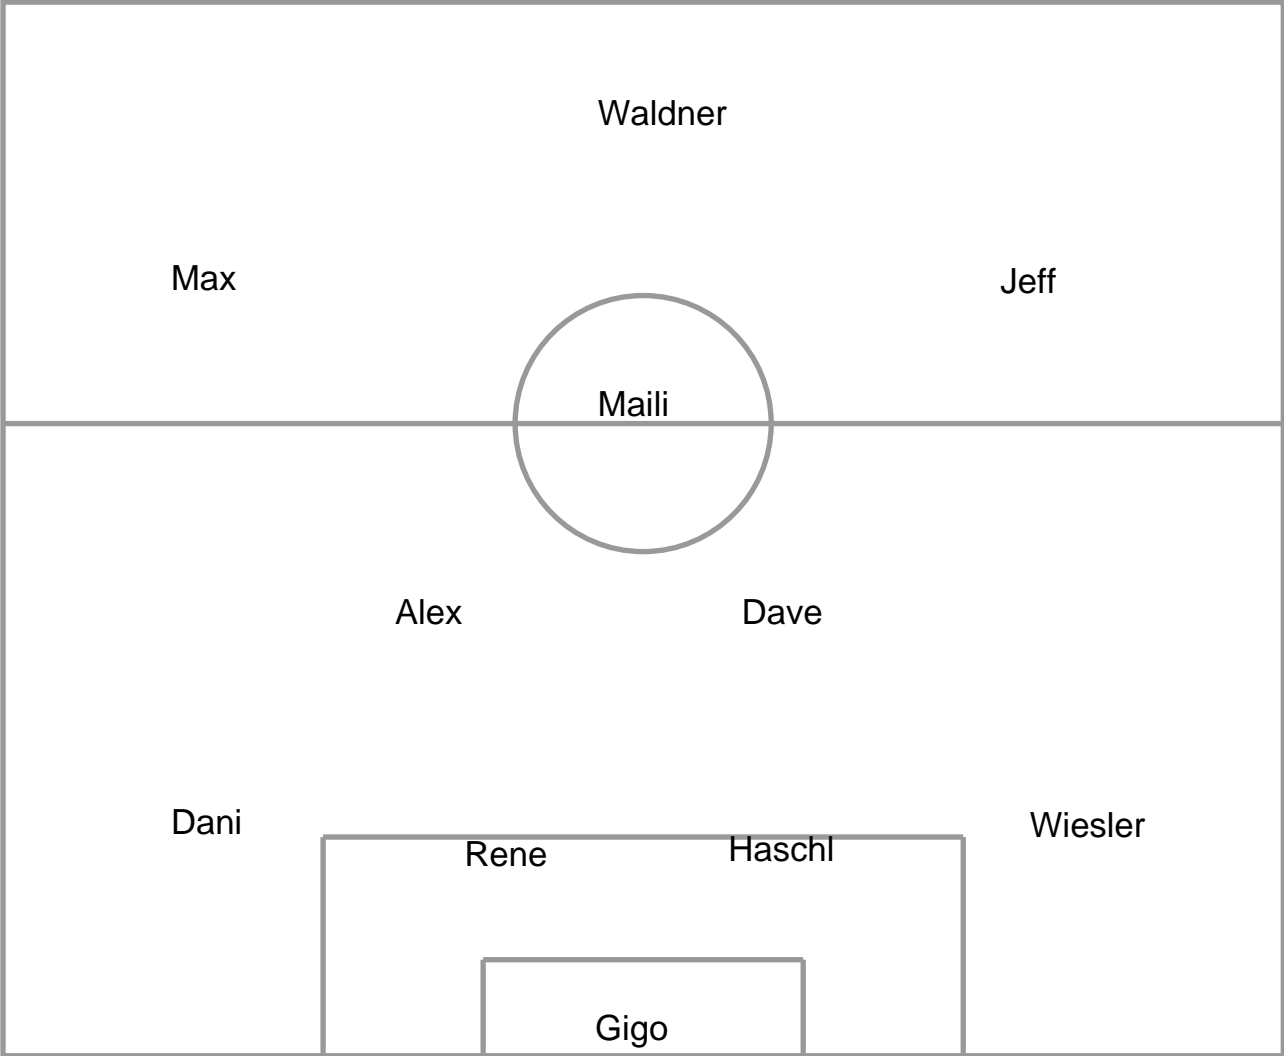 Waldner
Max
Jeff
Maili
Alex
Dave
Dani
Wiesler
Rene
Haschl
Gigo